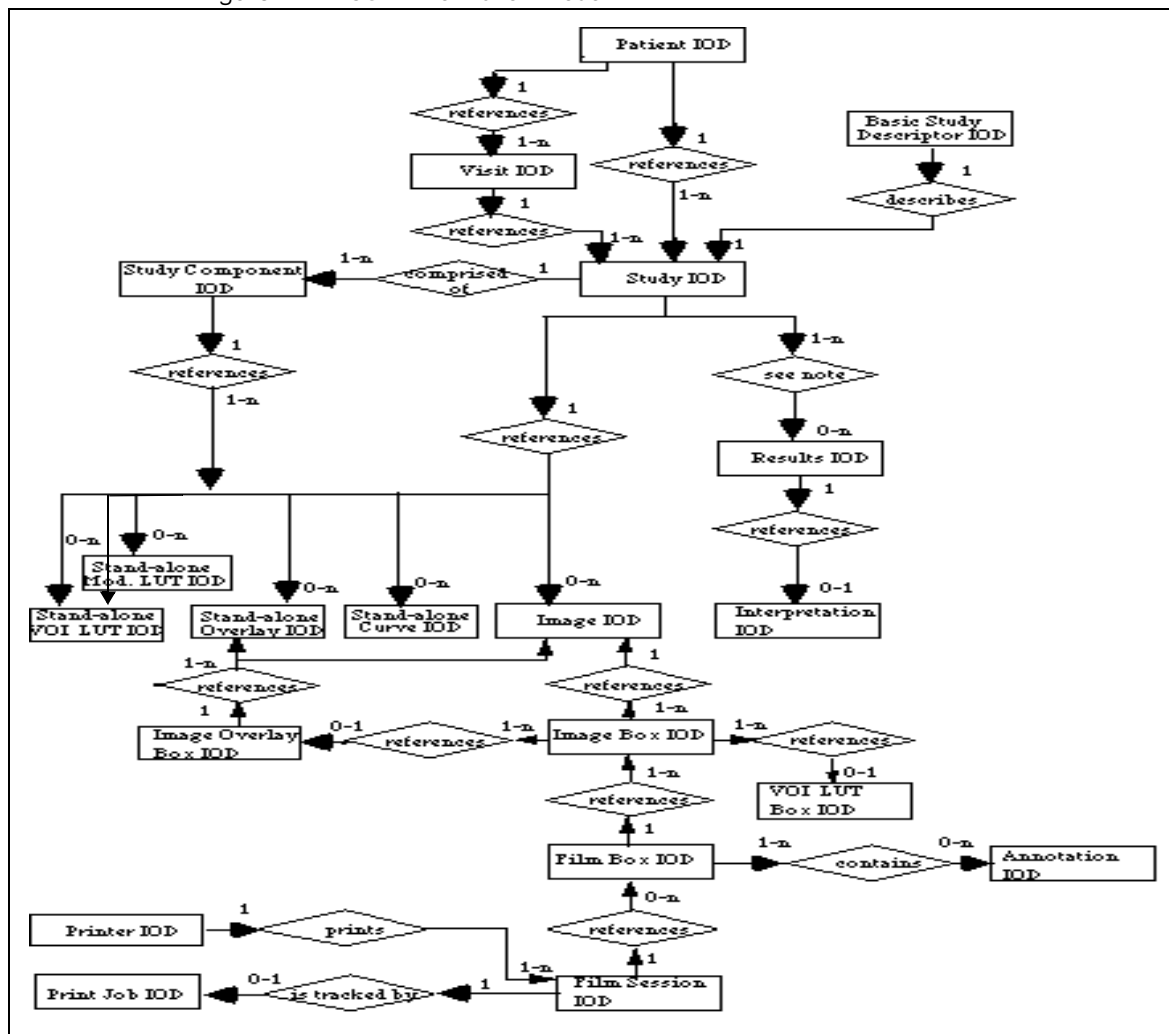 Patient IOD
1
references
1
Basic Study
Descriptor IOD
1-n
Visit IOD
references
1
describes
1
1-n
references
1-n
1
Study Component
IOD
1-n
comprised
of
1
Study IOD
1
references
1-n
1-n
see note
1
references
0-n
Results IOD
1
references
0-n
0-n
Stand-alone
Mod. LUT IOD
0-n
0-n
0-n
0-1
Stand-alone
VOI LUT IOD
Stand-alone
Overlay IOD
Stand-alone
Curve IOD
Image IOD
Interpretation
IOD
1-n
references
1
1
references
1-n
Image Overlay
Box IOD
0-1
references
1-n
Image Box IOD
1-n
references
0-1
VOI LUT
Box IOD
1-n
references
1
Film Box IOD
1-n
contains
0-n
Annotation
IOD
0-n
references
1
Printer IOD
1
prints
1-n
Film Session
IOD
Print Job IOD
0-1
is tracked by
1